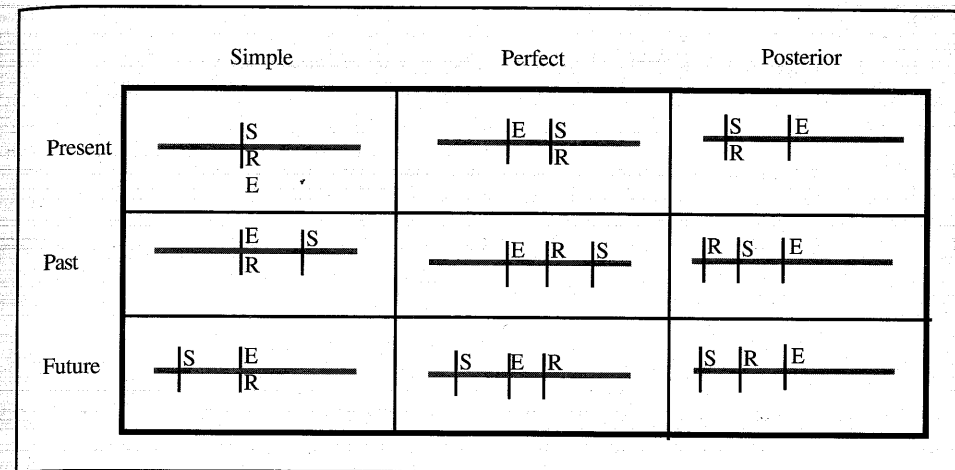 Simple Perfect Posterior
Present
S
R
E
E S
R
S E
R
Past
E S
R
E R S
R S E
Future
S E
R
S E R
S R E